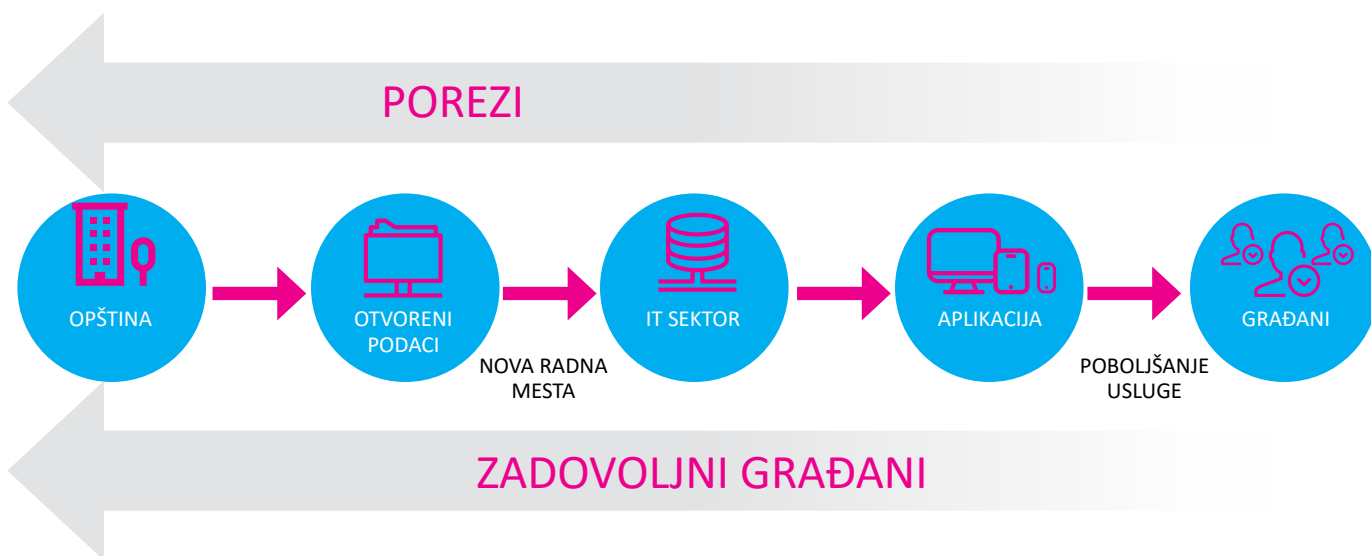 POREZI
OPŠTINA
OTVORENI
PODACI
NOVA RADNA
MESTA
IT SEKTOR
APLIKACIJA
POBOLJŠANJE
USLUGE
GRAĐANI
ZADOVOLJNI GRAĐANI